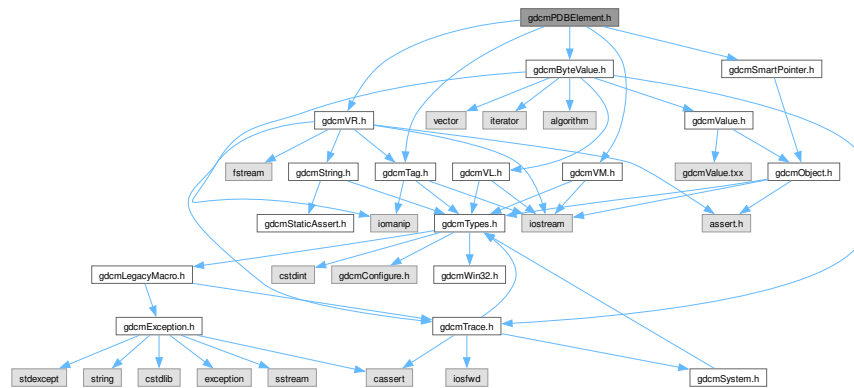 gdcmPDBElement.h
gdcmByteValue.h
gdcmSmartPointer.h
vector
iterator
algorithm
gdcmVR.h
gdcmValue.h
fstream
gdcmString.h
gdcmTag.h
gdcmVL.h
gdcmVM.h
gdcmValue.txx
gdcmObject.h
gdcmStaticAssert.h
iomanip
gdcmTypes.h
iostream
assert.h
gdcmLegacyMacro.h
cstdint
gdcmConfigure.h
gdcmWin32.h
gdcmException.h
gdcmTrace.h
stdexcept
string
cstdlib
exception
sstream
cassert
iosfwd
gdcmSystem.h